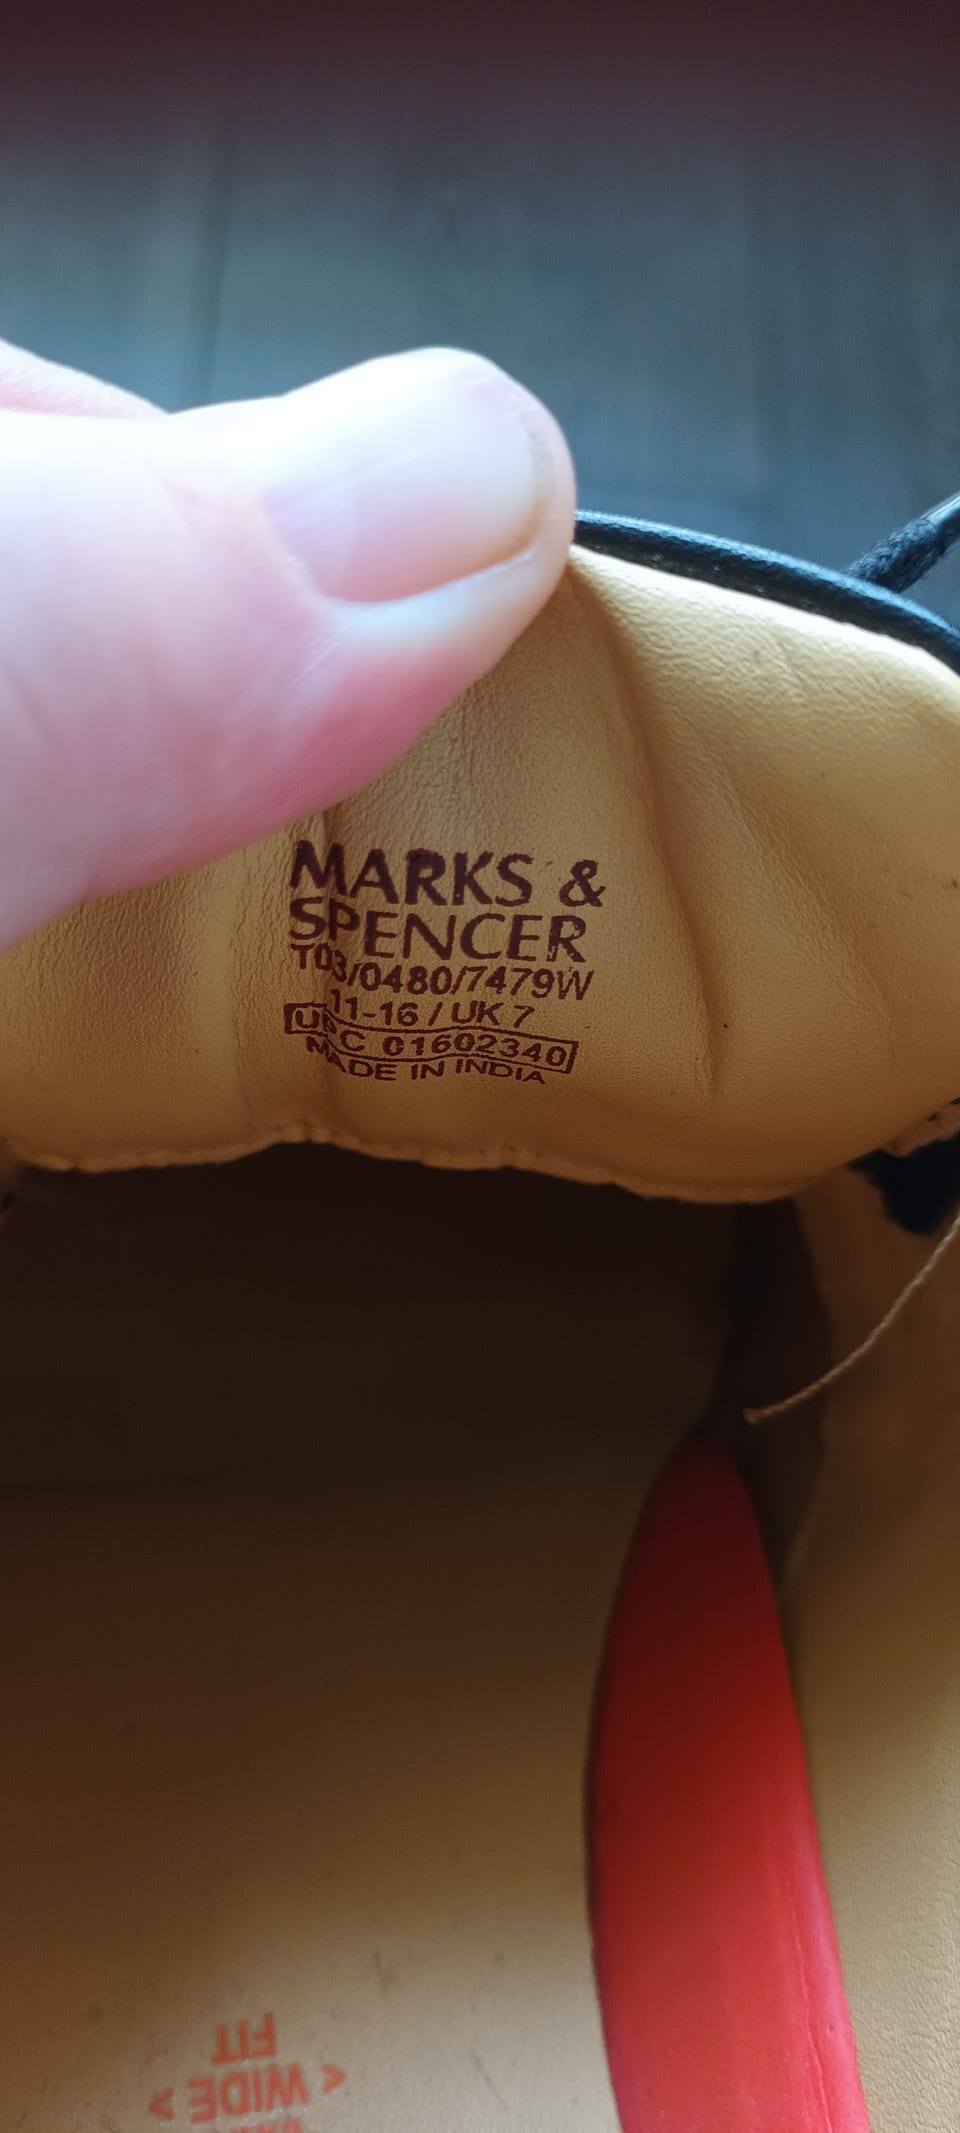 MARKS &
SPENCER
T03/0480/7479W
11-16 / UK 7
UPC 01602340
MADE IN INDIA
FIT
< WIDE >